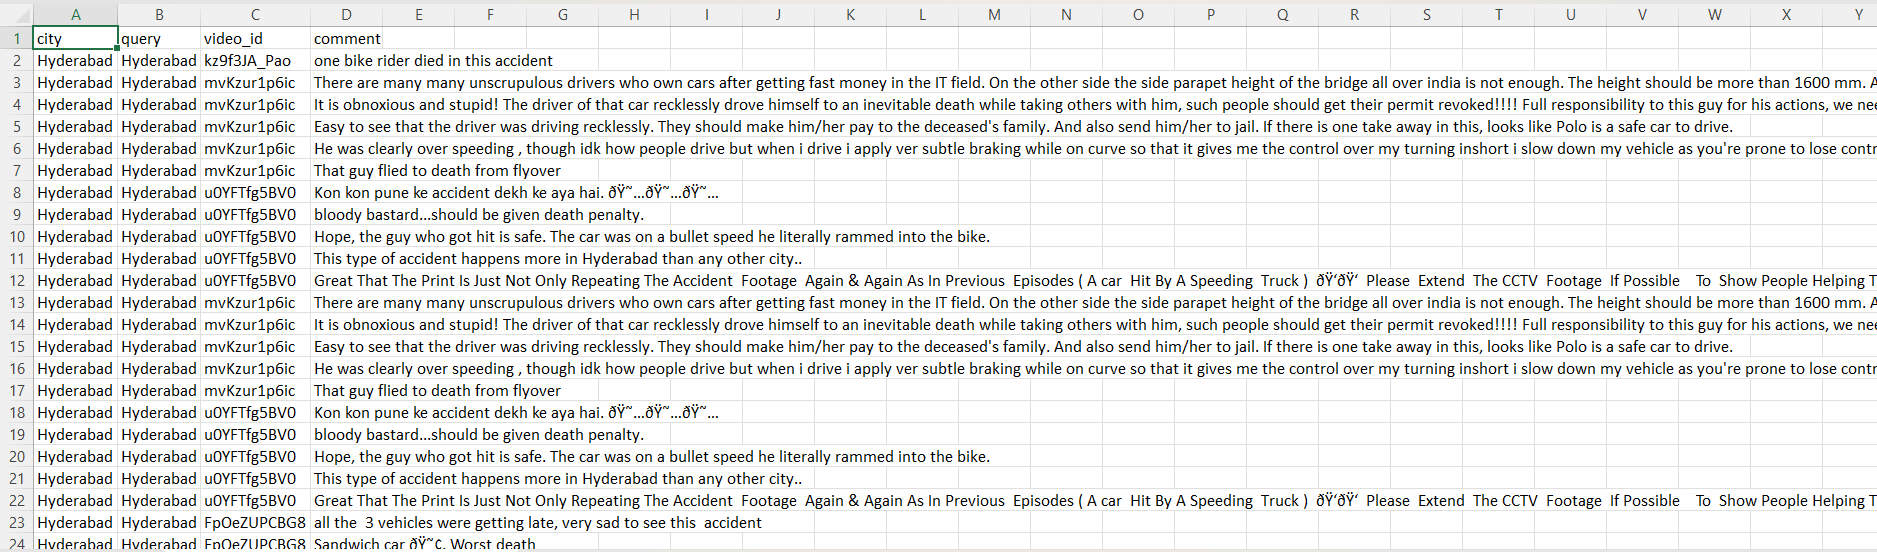 A B C D E F G H I J K L M N O P Q R S T U V W X Y
1 city query video_id comment
2 Hyderabad Hyderabad kz9f3JA_Pao one bike rider died in this accident
3 Hyderabad Hyderabad mvKzur1p6ic There are many many unscrupulous drivers who own cars after getting fast money in the IT field. On the other side the side parapet height of the bridge all over india is not enough. The height should be more than 1600 mm. A
4 Hyderabad Hyderabad mvKzur1p6ic It is obnoxious and stupid! The driver of that car recklessly drove himself to an inevitable death while taking others with him, such people should get their permit revoked!!!! Full responsibility to this guy for his actions, we nee
5 Hyderabad Hyderabad mvKzur1p6ic Easy to see that the driver was driving recklessly. They should make him/her pay to the deceased's family. And also send him/her to jail. If there is one take away in this, looks like Polo is a safe car to drive.
6 Hyderabad Hyderabad mvKzur1p6ic He was clearly over speeding , though idk how people drive but when i drive i apply ver subtle braking while on curve so that it gives me the control over my turning inshort i slow down my vehicle as you're prone to lose contr
7 Hyderabad Hyderabad mvKzur1p6ic That guy flied to death from flyover
8 Hyderabad Hyderabad u0YFTfg5BV0 Kon kon pune ke accident dekh ke aya hai. ðŸ˜…ðŸ˜…ðŸ˜…
9 Hyderabad Hyderabad u0YFTfg5BV0 bloody bastard...should be given death penalty.
10 Hyderabad Hyderabad u0YFTfg5BV0 Hope, the guy who got hit is safe. The car was on a bullet speed he literally rammed into the bike.
11 Hyderabad Hyderabad u0YFTfg5BV0 This type of accident happens more in Hyderabad than any other city..
12 Hyderabad Hyderabad u0YFTfg5BV0 Great That The Print Is Just Not Only Repeating The Accident Footage Again & Again As In Previous Episodes ( A car Hit By A Speeding Truck ) ðŸ‘ðŸ‘ Please Extend The CCTV Footage If Possible To Show People Helping T
13 Hyderabad Hyderabad mvKzur1p6ic There are many many unscrupulous drivers who own cars after getting fast money in the IT field. On the other side the side parapet height of the bridge all over india is not enough. The height should be more than 1600 mm. A
14 Hyderabad Hyderabad mvKzur1p6ic It is obnoxious and stupid! The driver of that car recklessly drove himself to an inevitable death while taking others with him, such people should get their permit revoked!!!! Full responsibility to this guy for his actions, we nee
15 Hyderabad Hyderabad mvKzur1p6ic Easy to see that the driver was driving recklessly. They should make him/her pay to the deceased's family. And also send him/her to jail. If there is one take away in this, looks like Polo is a safe car to drive.
16 Hyderabad Hyderabad mvKzur1p6ic He was clearly over speeding , though idk how people drive but when i drive i apply ver subtle braking while on curve so that it gives me the control over my turning inshort i slow down my vehicle as you're prone to lose contr
17 Hyderabad Hyderabad mvKzur1p6ic That guy flied to death from flyover
18 Hyderabad Hyderabad u0YFTfg5BV0 Kon kon pune ke accident dekh ke aya hai. ðŸ˜…ðŸ˜…ðŸ˜…
19 Hyderabad Hyderabad u0YFTfg5BV0 bloody bastard...should be given death penalty.
20 Hyderabad Hyderabad u0YFTfg5BV0 Hope, the guy who got hit is safe. The car was on a bullet speed he literally rammed into the bike.
21 Hyderabad Hyderabad u0YFTfg5BV0 This type of accident happens more in Hyderabad than any other city..
22 Hyderabad Hyderabad u0YFTfg5BV0 Great That The Print Is Just Not Only Repeating The Accident Footage Again & Again As In Previous Episodes ( A car Hit By A Speeding Truck ) ðŸ‘ðŸ‘ Please Extend The CCTV Footage If Possible To Show People Helping T
23 Hyderabad Hyderabad FpOeZUPCBG8 all the 3 vehicles were getting late, very sad to see this accident
24 Hyderabad Hyderabad FpOeZUPCBG8 Sandwich car ðŸ˜¢. Worst death